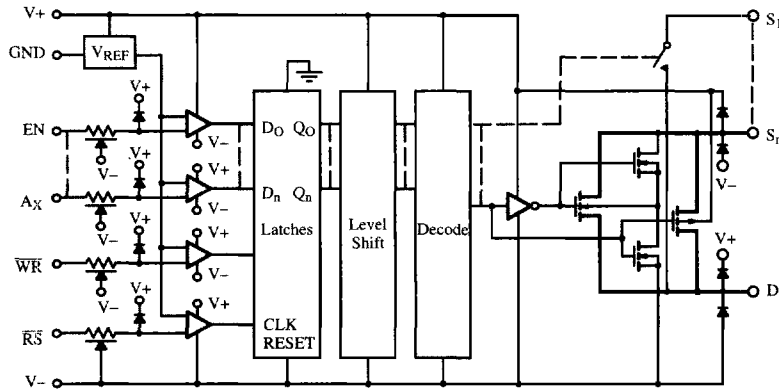 V+
GND
VREF
EN
AX
WR
RS
V−
V+
V−
V+
V−
V+
V−
V+
V−
V+
V−
V+
V−
V+
V−
V+
DO QO
Dn Qn
Latches
CLK
RESET
Level
Shift
Decode
S1
Sn
V−
V+
D